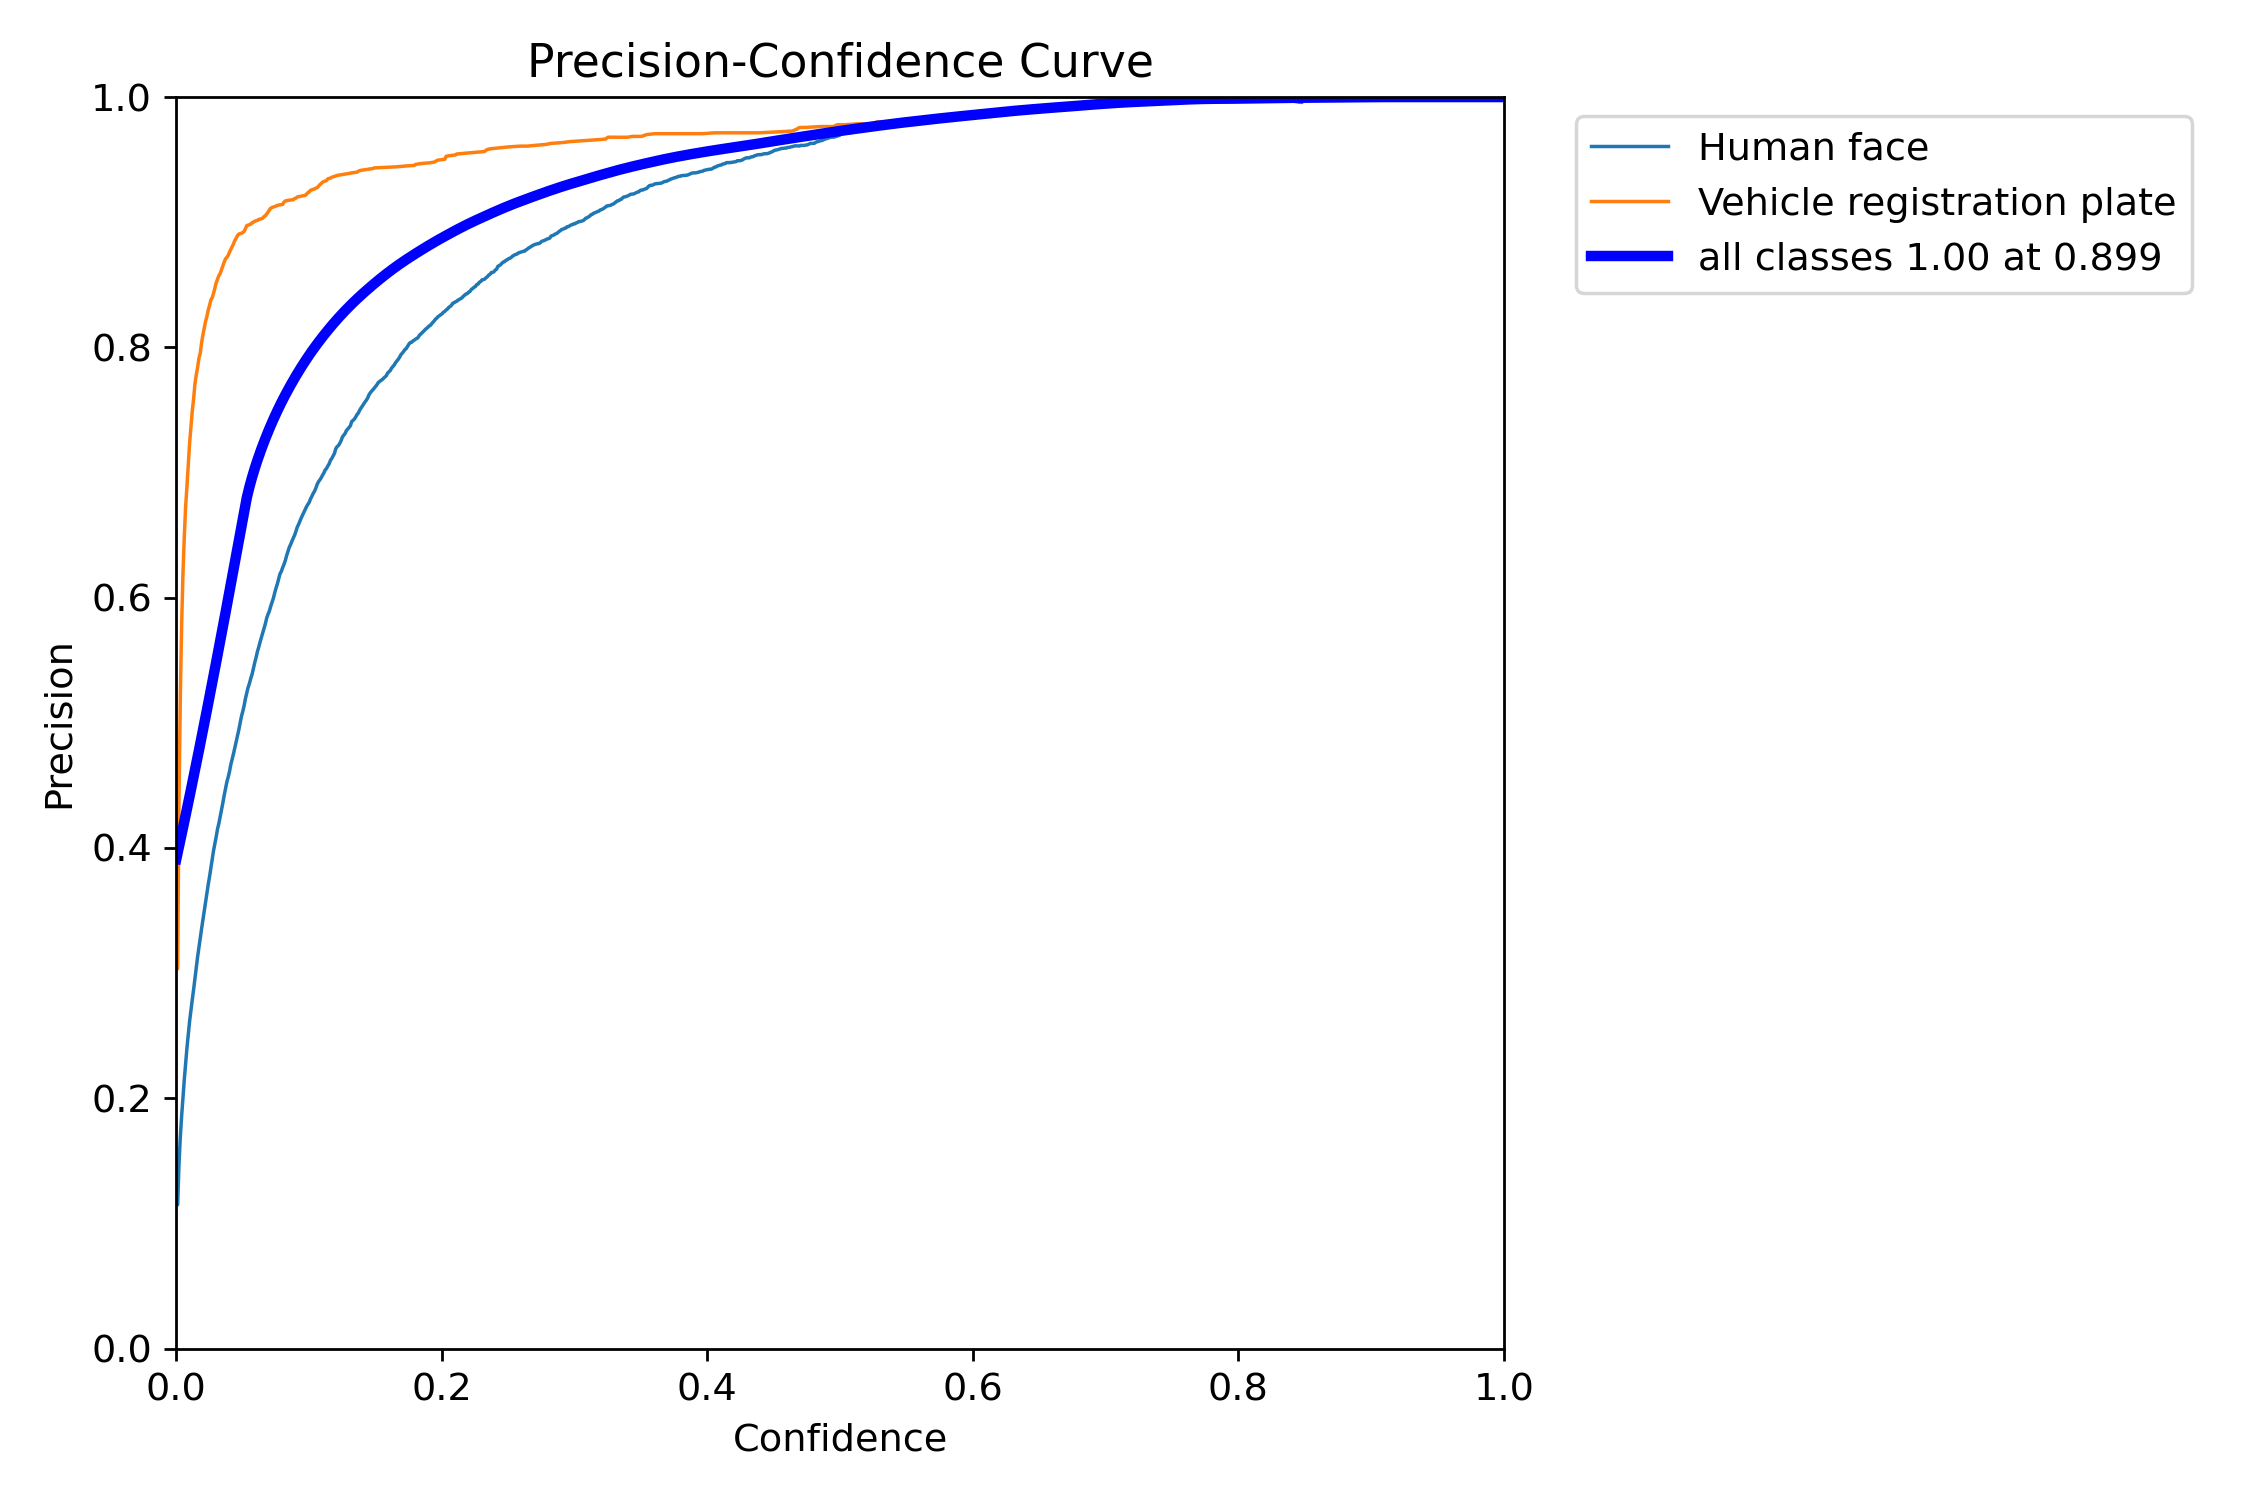 Precision-Confidence Curve
1.0
0.8
0.6
0.4
0.2
0.0
Precision
0.0
0.2
0.4
0.6
0.8
1.0
Confidence
Human face
Vehicle registration plate
all classes 1.00 at 0.899